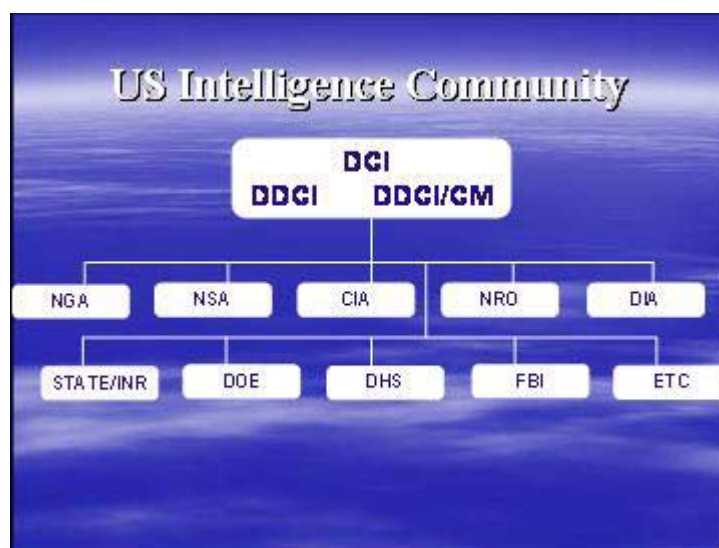 US Intelligence Community
DCI
DDCI DDCI/CM
NGA NSA CIA NRO DIA
STATE/INR DOE DHS FBI ETC